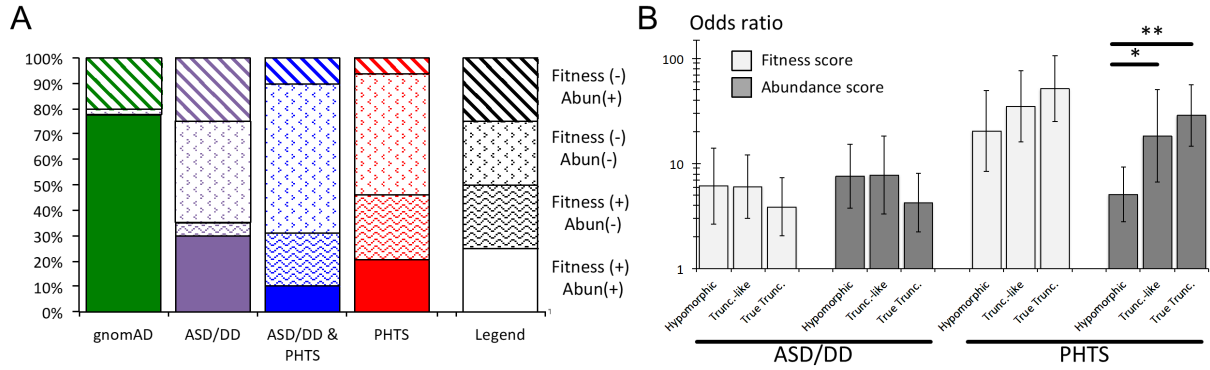 A
100%
90%
80%
70%
60%
50%
40%
30%
20%
10%
0%
gnomAD
ASD/DD
ASD/DD &
PHTS
PHTS
Legend
Fitness (-)
Abun(+)
Fitness (-)
Abun(-)
Fitness (+)
Abun(-)
Fitness (+)
Abun(+)
1
B
Odds ratio
Fitness score
Abundance score
**
*
100
10
1
Hypomorphic
Trunc.-like
True Trunc.
Hypomorphic
Trunc.-like
True Trunc.
Hypomorphic
Trunc.-like
True Trunc.
Hypomorphic
Trunc.-like
True Trunc.
ASD/DD
PHTS